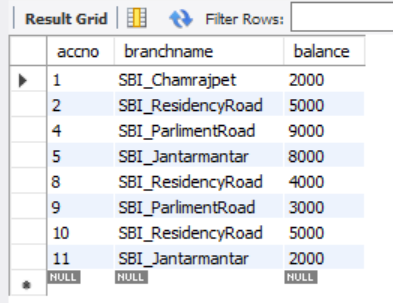 Result Grid Filter Rows:
accno branchname balance
1 SBI_Chamrajpet 2000
2 SBI_ResidencyRoad 5000
4 SBI_ParlimentRoad 9000
5 SBI_Jantarmantar 8000
8 SBI_ResidencyRoad 4000
9 SBI_ParlimentRoad 3000
10 SBI_ResidencyRoad 5000
11 SBI_Jantarmantar 2000
NULL NULL NULL